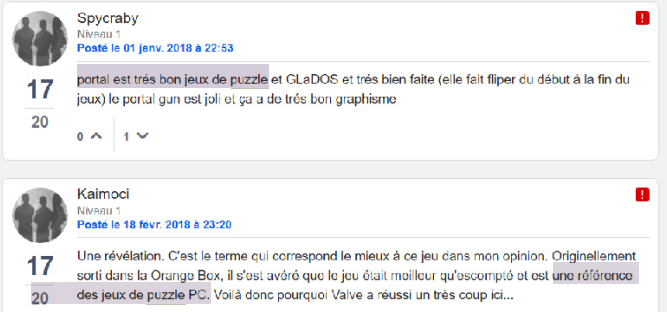 Spycraby
Niveau 1
Posté le 01 janv. 2018 à 22:53
17
20
portal est trés bon jeux de puzzle et GLaDOS et trés bien faite (elle fait fliper du début à la fin du
jeux) le portal gun est joli et ça a de trés bon graphisme
0 1
Kaimoci
Niveau 1
Posté le 18 févr. 2018 à 23:20
17
20
Une révélation. C'est le terme qui correspond le mieux à ce jeu dans mon opinion. Originellement
sorti dans la Orange Box, il s'est avéré que le jeu était meilleur qu'escompté et est une référence
des jeux de puzzle PC. Voilà donc pourquoi Valve a réussi un très coup ici...